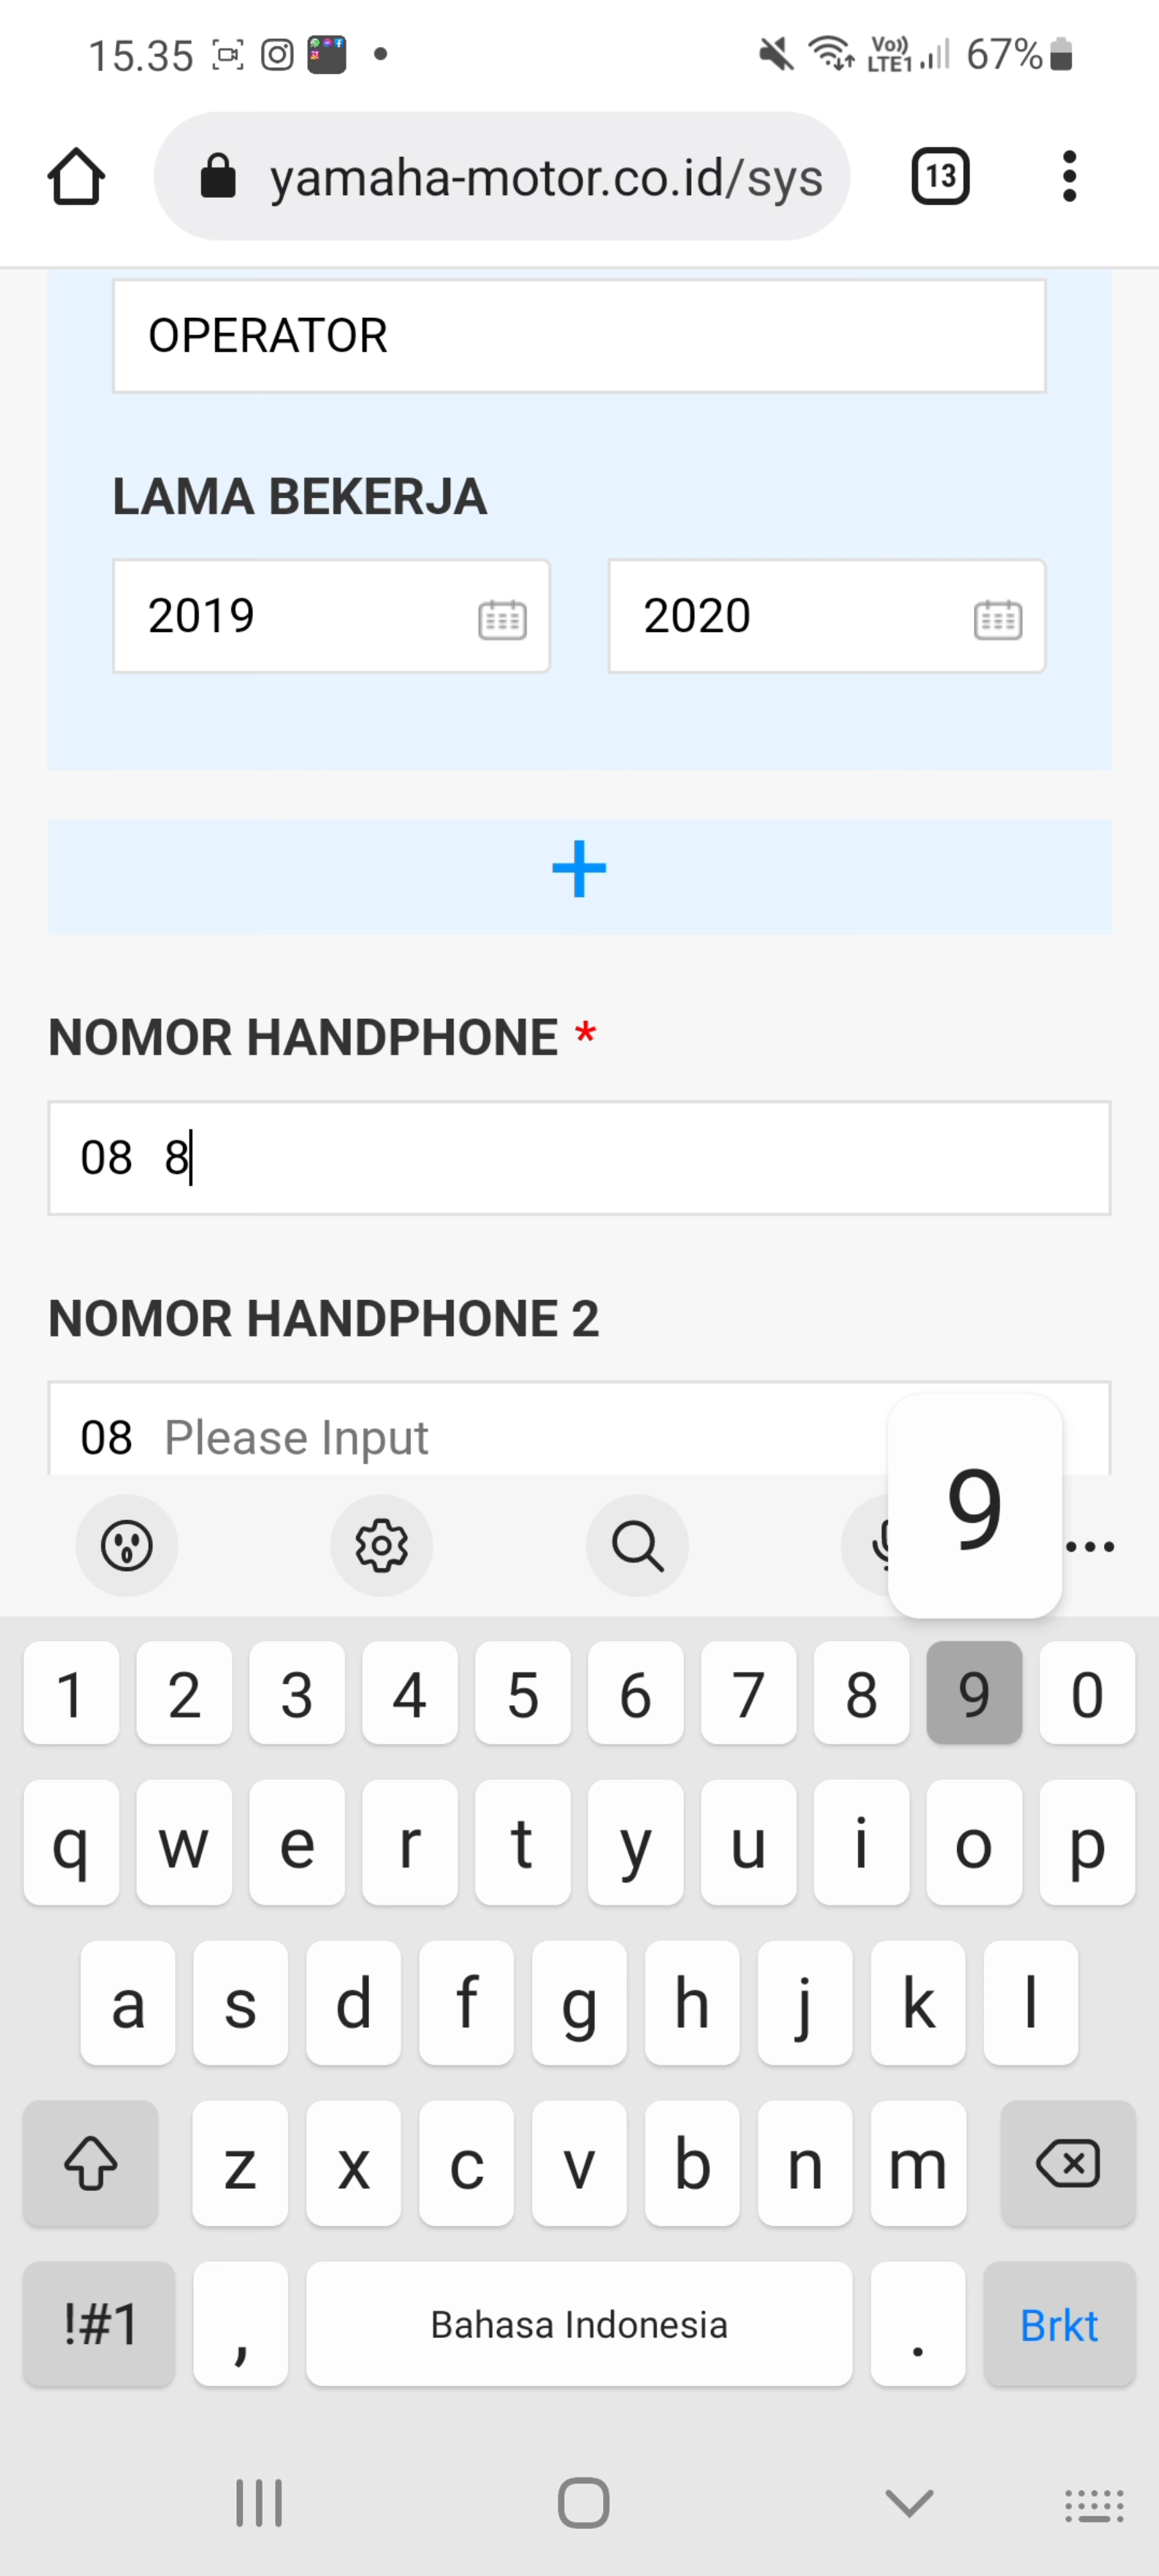 15.35 Vo)) LTE1 67%
yamaha-motor.co.id/sys 13
OPERATOR
LAMA BEKERJA
2019 2020
+
NOMOR HANDPHONE *
08 8
NOMOR HANDPHONE 2
08 Please Input
9
1 2 3 4 5 6 7 8 9 0
q w e r t y u i o p
a s d f g h j k l
z x c v b n m
!#1 , Bahasa Indonesia . Brkt